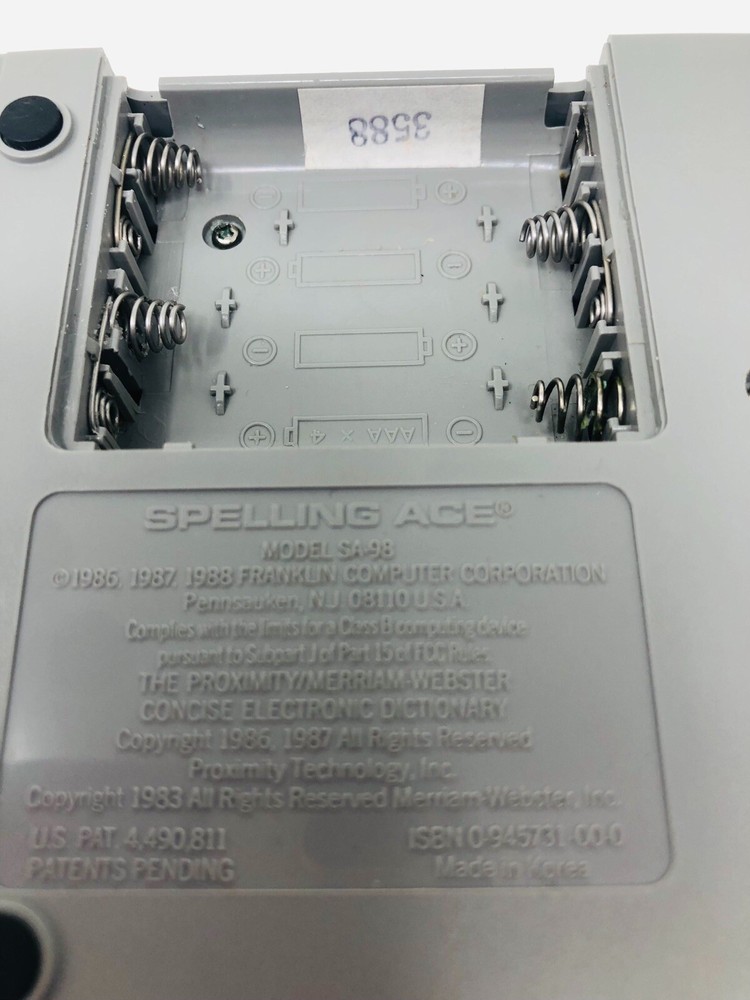 3588
AAA X 4
SPELLING ACE®
MODEL SA-98
©1986, 1987, 1988 FRANKLIN COMPUTER CORPORATION
Pennsauken, NJ 08110 U.S.A.
Complies with the limits for a Class B computing device
pursuant to Subpart J of Part 15 of FCC Rules.
THE PROXIMITY/MERRIAM-WEBSTER
CONCISE ELECTRONIC DICTIONARY
Copyright 1986, 1987 All Rights Reserved
Proximity Technology, Inc.
Copyright 1983 All Rights Reserved Merriam-Webster, Inc.
U.S. PAT. 4,490,811 ISBN 0-945731-00-0
PATENTS PENDING Made in Korea